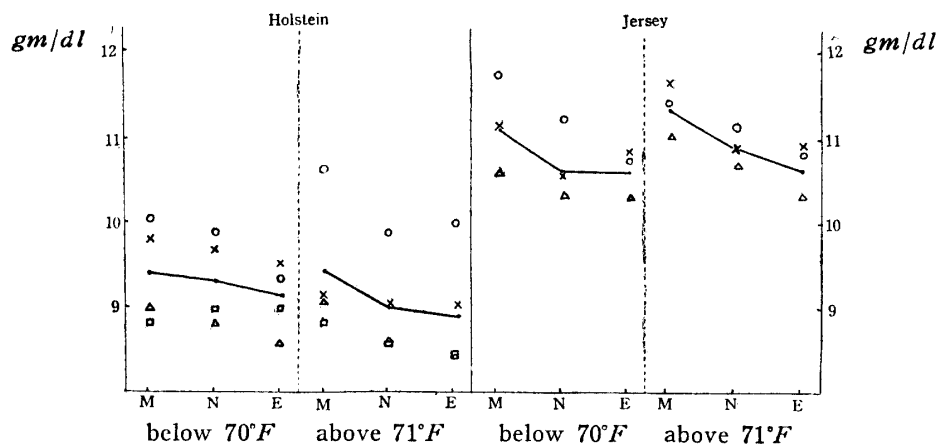 Holstein Jersey
gm/dl gm/dl
12 12
11 11
10 10
9 9
M N E M N E M N E M N E
below 70°F above 71°F below 70°F above 71°F